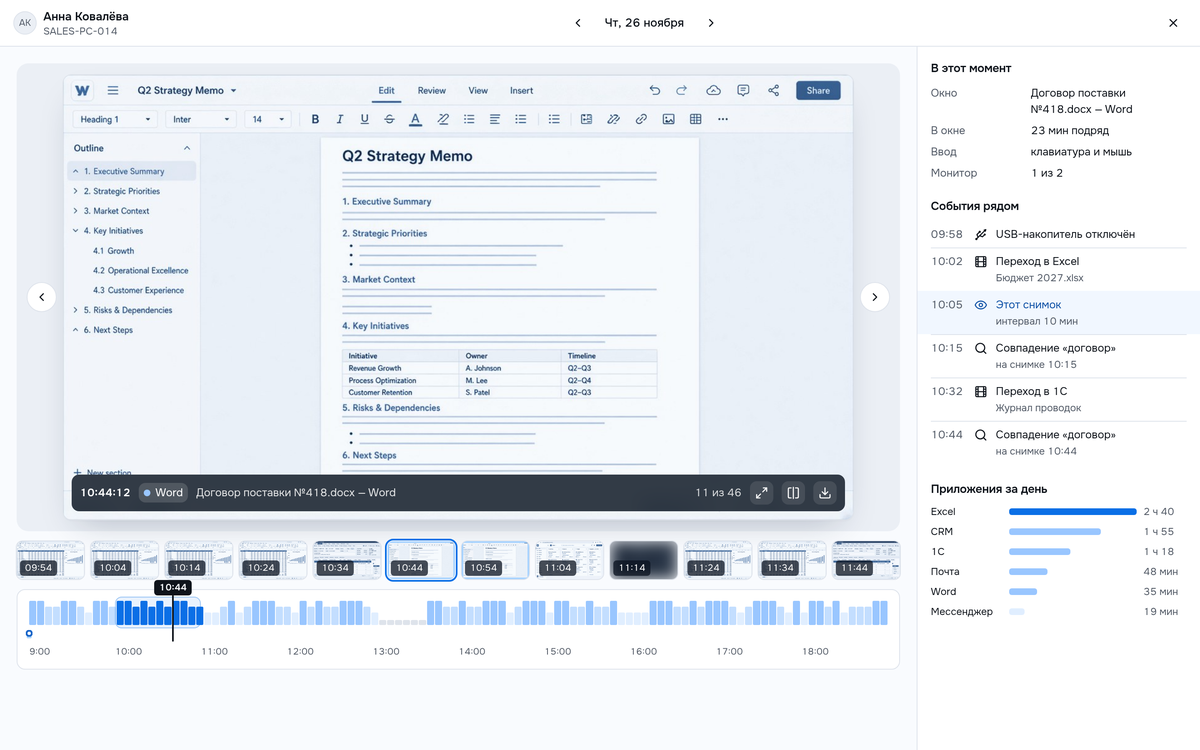 АК
Анна Ковалёва
SALES-PC-014
Чт, 26 ноября
W
Q2 Strategy Memo
Edit
Review
View
Insert
Share
Heading 1
Inter
14
B I U S A
Outline
1. Executive Summary
2. Strategic Priorities
3. Market Context
4. Key Initiatives
4.1 Growth
4.2 Operational Excellence
4.3 Customer Experience
5. Risks & Dependencies
6. Next Steps
New section
Q2 Strategy Memo
1. Executive Summary
2. Strategic Priorities
3. Market Context
4. Key Initiatives
Initiative Owner Timeline
Revenue Growth A. Johnson Q2–Q3
Process Optimization M. Lee Q2–Q4
Customer Retention S. Patel Q2–Q3
5. Risks & Dependencies
6. Next Steps
10:44:12 Word Договор поставки №418.docx — Word 11 из 46
09:54 10:04 10:14 10:24 10:34 10:44 10:54 11:04 11:14 11:24 11:34 11:44
10:44
9:00 10:00 11:00 12:00 13:00 14:00 15:00 16:00 17:00 18:00
В этот момент
Окно Договор поставки
№418.docx — Word
В окне 23 мин подряд
Ввод клавиатура и мышь
Монитор 1 из 2
События рядом
09:58 USB-накопитель отключён
10:02 Переход в Excel
Бюджет 2027.xlsx
10:05 Этот снимок
интервал 10 мин
10:15 Совпадение «договор»
на снимке 10:15
10:32 Переход в 1С
Журнал проводок
10:44 Совпадение «договор»
на снимке 10:44
Приложения за день
Excel 2 ч 40
CRM 1 ч 55
1С 1 ч 18
Почта 48 мин
Word 35 мин
Мессенджер 19 мин